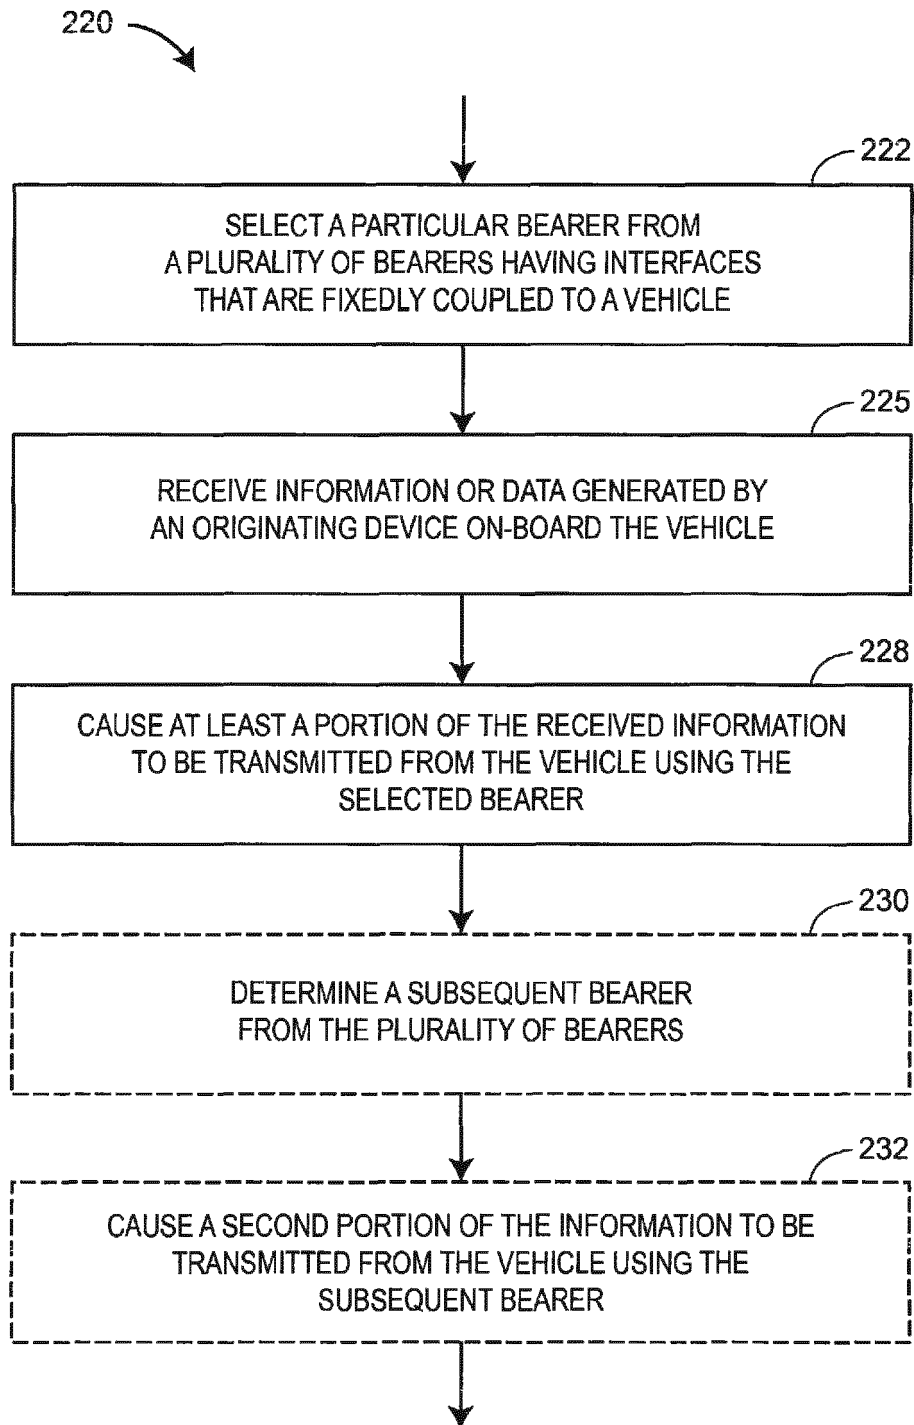 220
222
SELECT A PARTICULAR BEARER FROM
A PLURALITY OF BEARERS HAVING INTERFACES
THAT ARE FIXEDLY COUPLED TO A VEHICLE
225
RECEIVE INFORMATION OR DATA GENERATED BY
AN ORIGINATING DEVICE ON-BOARD THE VEHICLE
228
CAUSE AT LEAST A PORTION OF THE RECEIVED INFORMATION
TO BE TRANSMITTED FROM THE VEHICLE USING THE
SELECTED BEARER
230
DETERMINE A SUBSEQUENT BEARER
FROM THE PLURALITY OF BEARERS
232
CAUSE A SECOND PORTION OF THE INFORMATION TO BE
TRANSMITTED FROM THE VEHICLE USING THE
SUBSEQUENT BEARER